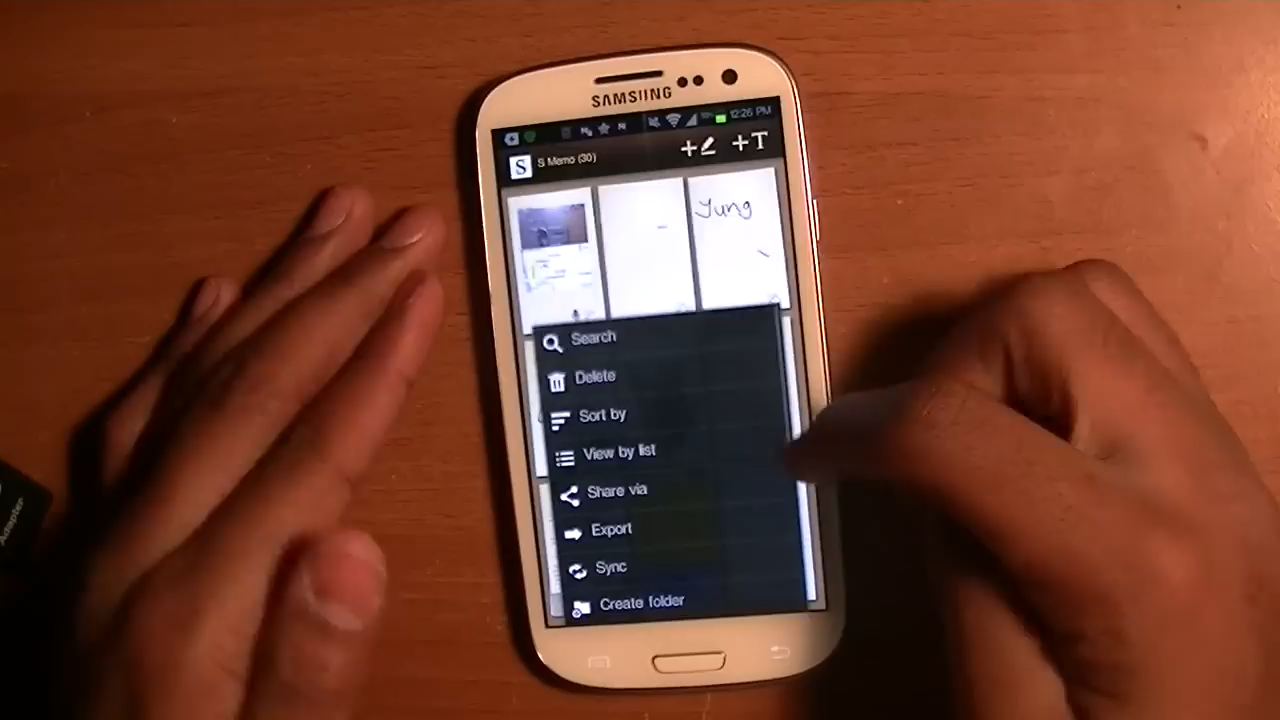 SAMSUNG
12:26 PM
S S Memo (30) + +T
Yung
Search
Delete
Sort by
View by list
Share via
Export
Sync
Create folder
Adapter